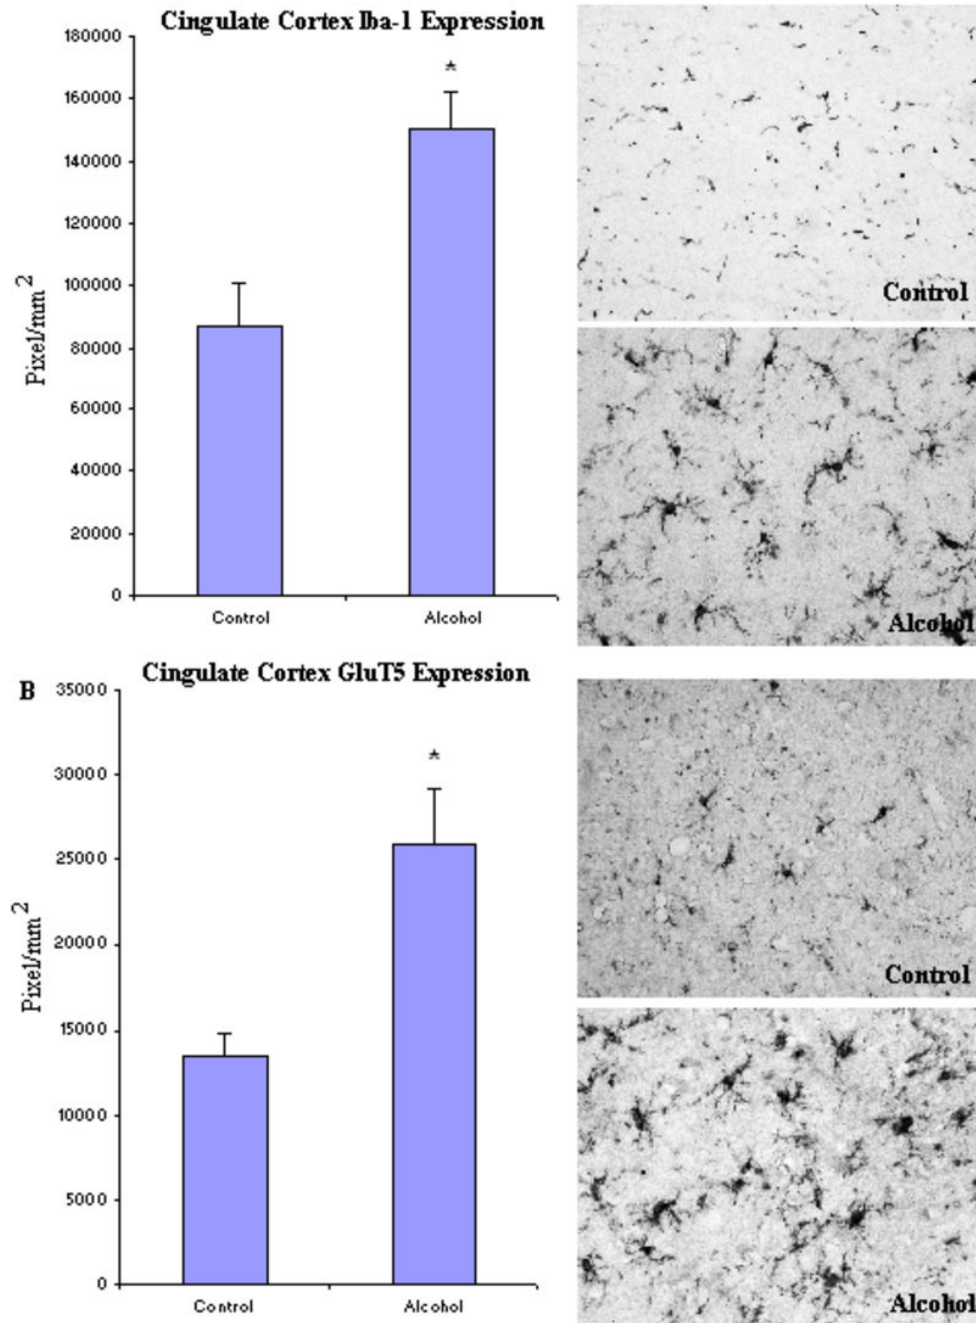 Cingulate Cortex Iba-1 Expression
180000
160000
140000
120000
100000
80000
60000
40000
20000
0
Pixel/mm²
*
Control
Alcohol
Control
Alcohol
B
Cingulate Cortex GluT5 Expression
35000
30000
25000
20000
15000
10000
5000
0
Pixel/mm²
*
Control
Alcohol
Control
Alcohol